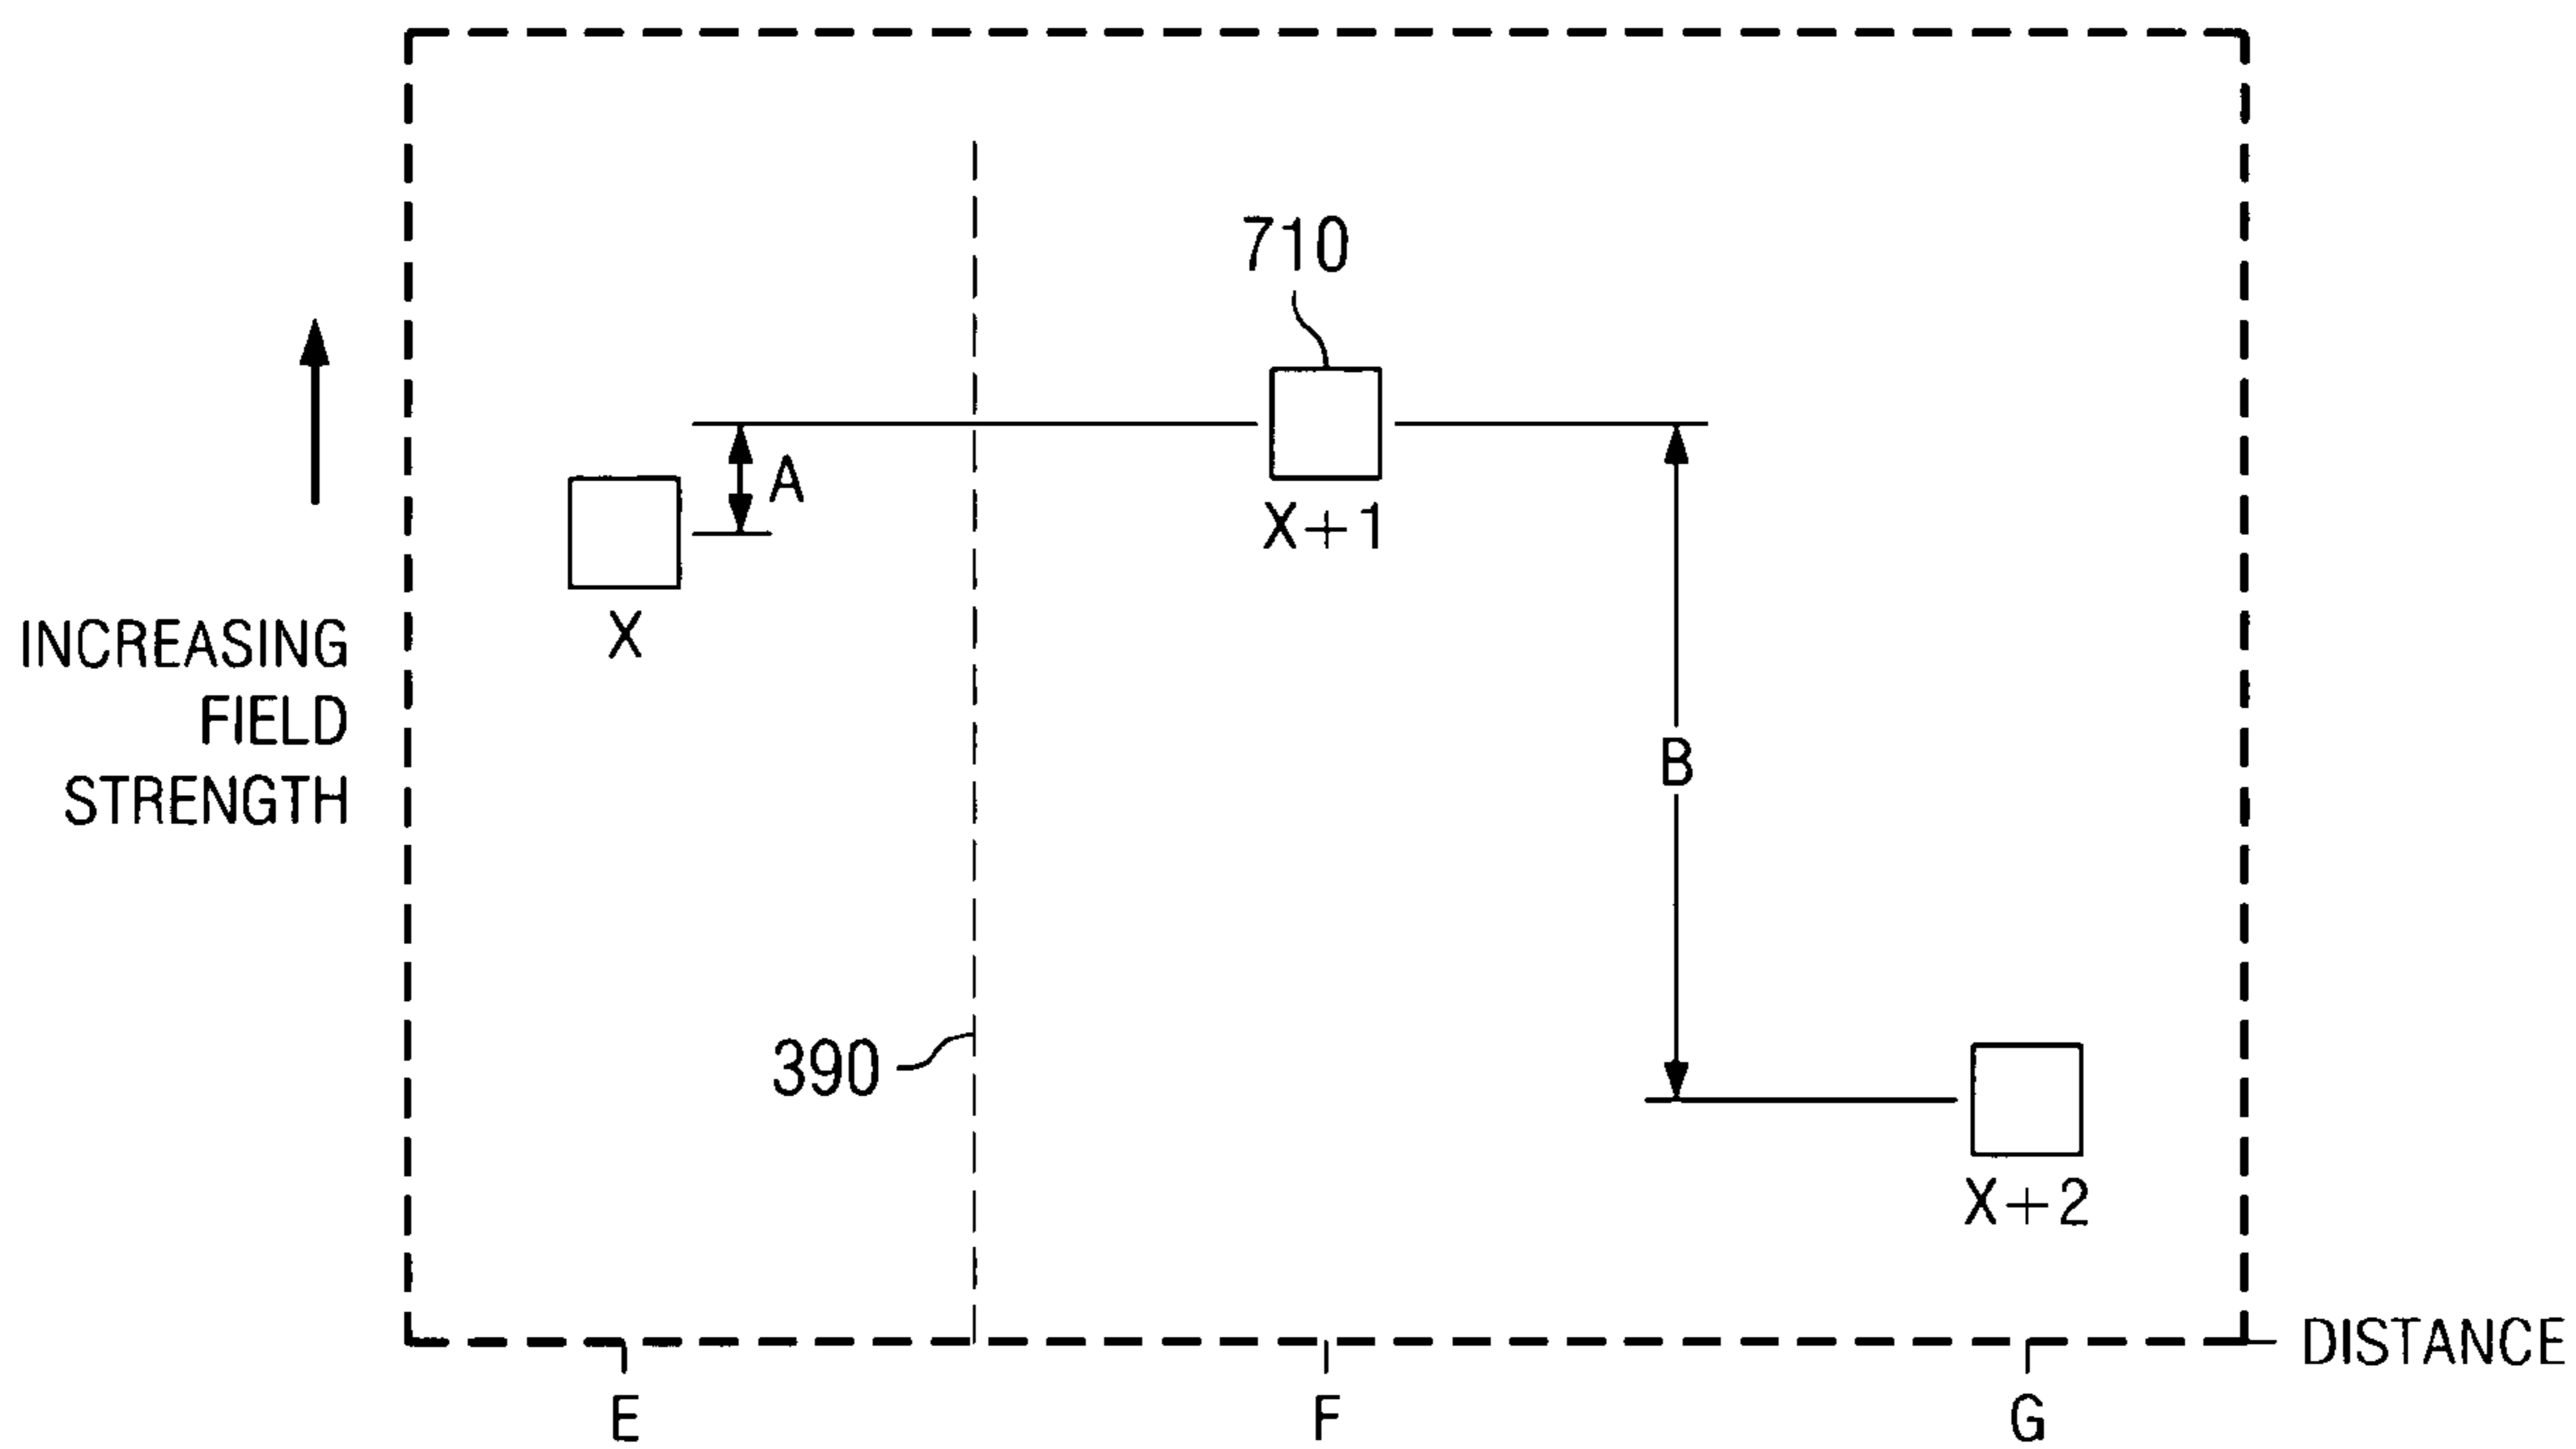 710
A
X+1
X
INCREASING
FIELD
STRENGTH
B
390
X+2
DISTANCE
E
F
G